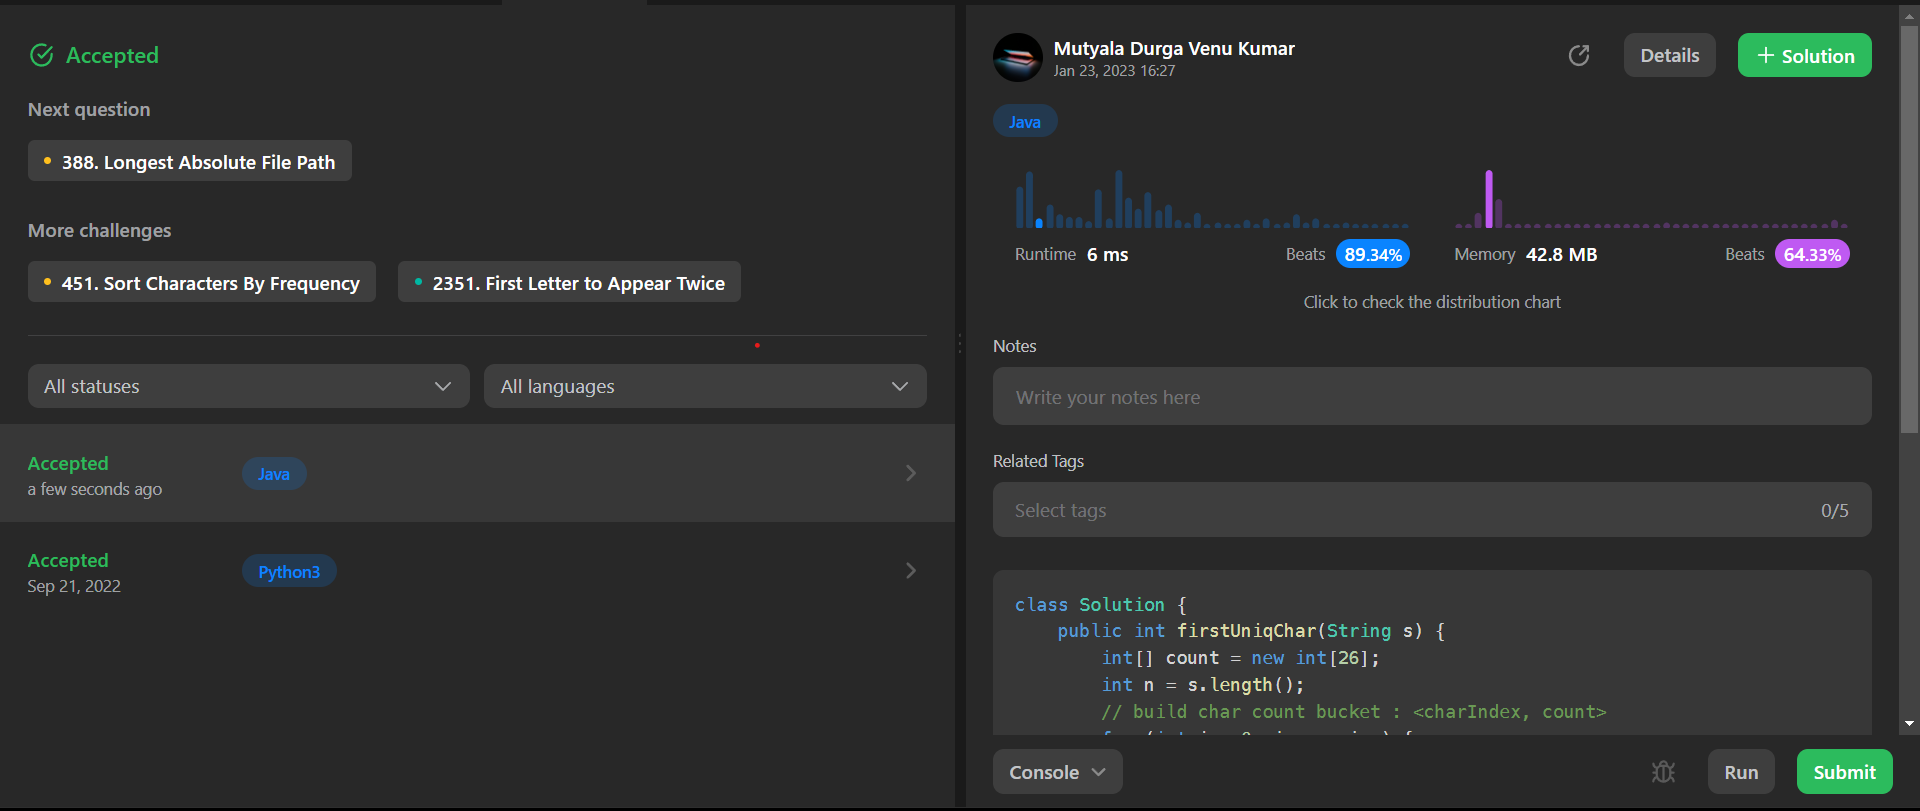 Accepted
Next question
388. Longest Absolute File Path
More challenges
451. Sort Characters By Frequency
2351. First Letter to Appear Twice
All statuses
All languages
Accepted
a few seconds ago
Java
Accepted
Sep 21, 2022
Python3
Mutyala Durga Venu Kumar
Jan 23, 2023 16:27
Details
+ Solution
Java
Runtime 6 ms
Beats 89.34%
Memory 42.8 MB
Beats 64.33%
Click to check the distribution chart
Notes
Write your notes here
Related Tags
Select tags
0/5
class Solution {
public int firstUniqChar(String s) {
int[] count = new int[26];
int n = s.length();
// build char count bucket : <charIndex, count>
Console
Run
Submit